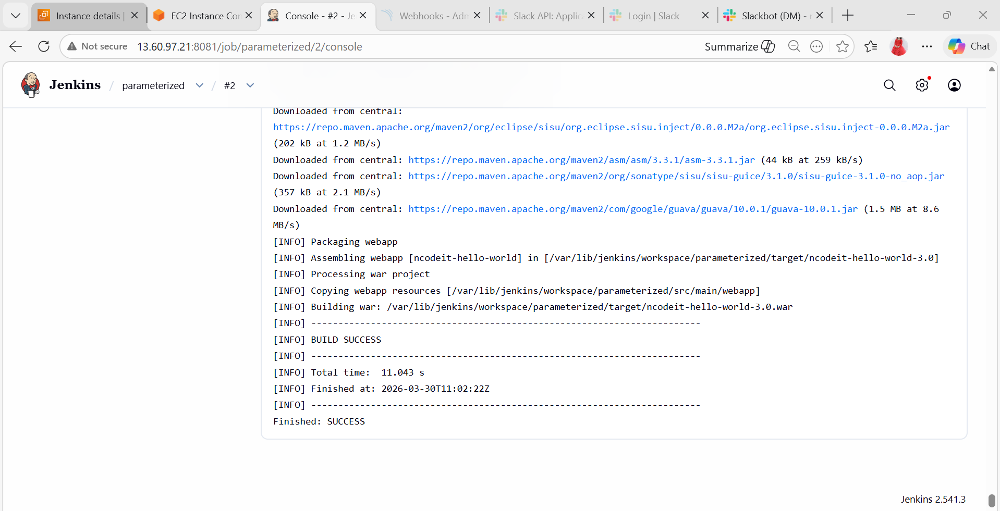 Instance details |
EC2 Instance Con
Console - #2 - Je
Webhooks - Adm
Slack API: Applic
Login | Slack
Slackbot (DM) - r
Not secure
13.60.97.21:8081/job/parameterized/2/console
Summarize
Chat
Jenkins / parameterized / #2
Downloaded from central:
https://repo.maven.apache.org/maven2/org/eclipse/sisu/org.eclipse.sisu.inject/0.0.0.M2a/org.eclipse.sisu.inject-0.0.0.M2a.jar
(202 kB at 1.2 MB/s)
Downloaded from central: https://repo.maven.apache.org/maven2/asm/asm/3.3.1/asm-3.3.1.jar (44 kB at 259 kB/s)
Downloaded from central: https://repo.maven.apache.org/maven2/org/sonatype/sisu/sisu-guice/3.1.0/sisu-guice-3.1.0-no_aop.jar
(357 kB at 2.1 MB/s)
Downloaded from central: https://repo.maven.apache.org/maven2/com/google/guava/guava/10.0.1/guava-10.0.1.jar (1.5 MB at 8.6
MB/s)
[INFO] Packaging webapp
[INFO] Assembling webapp [ncodeit-hello-world] in [/var/lib/jenkins/workspace/parameterized/target/ncodeit-hello-world-3.0]
[INFO] Processing war project
[INFO] Copying webapp resources [/var/lib/jenkins/workspace/parameterized/src/main/webapp]
[INFO] Building war: /var/lib/jenkins/workspace/parameterized/target/ncodeit-hello-world-3.0.war
[INFO] ------------------------------------------------------------------------
[INFO] BUILD SUCCESS
[INFO] ------------------------------------------------------------------------
[INFO] Total time:  11.043 s
[INFO] Finished at: 2026-03-30T11:02:22Z
[INFO] ------------------------------------------------------------------------
Finished: SUCCESS
Jenkins 2.541.3